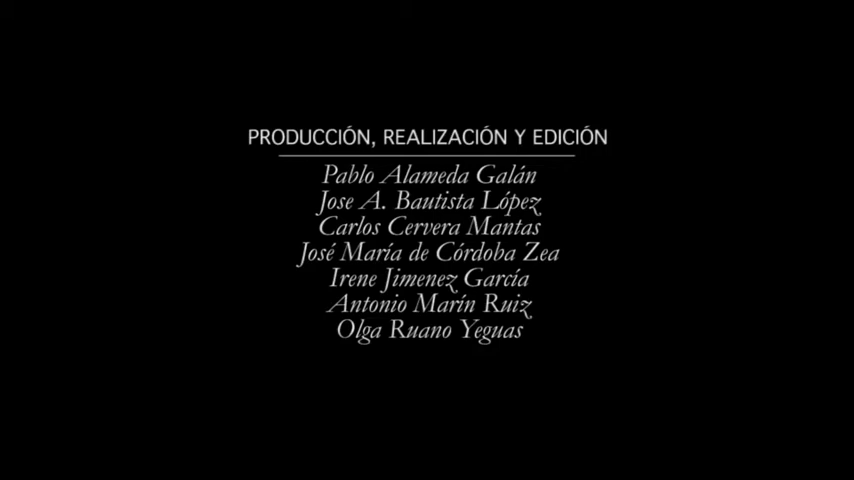 PRODUCCIÓN, REALIZACIÓN Y EDICIÓN
Pablo Alameda Galán
Jose A. Bautista López
Carlos Cervera Mantas
José María de Córdoba Zea
Irene Jimenez García
Antonio Marín Ruiz
Olga Ruano Yeguas